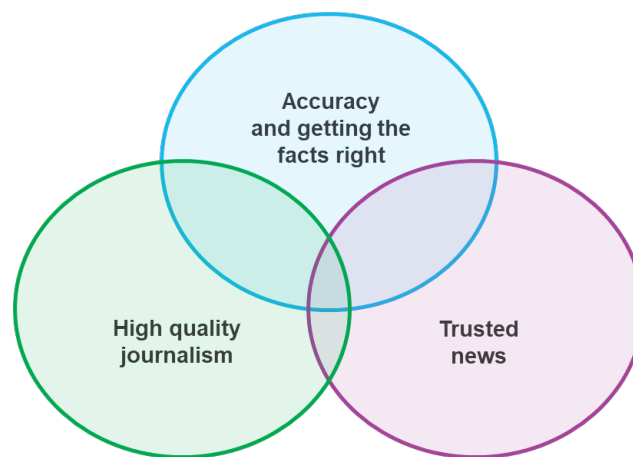 Accuracy
and getting the
facts right
High quality
journalism
Trusted
news